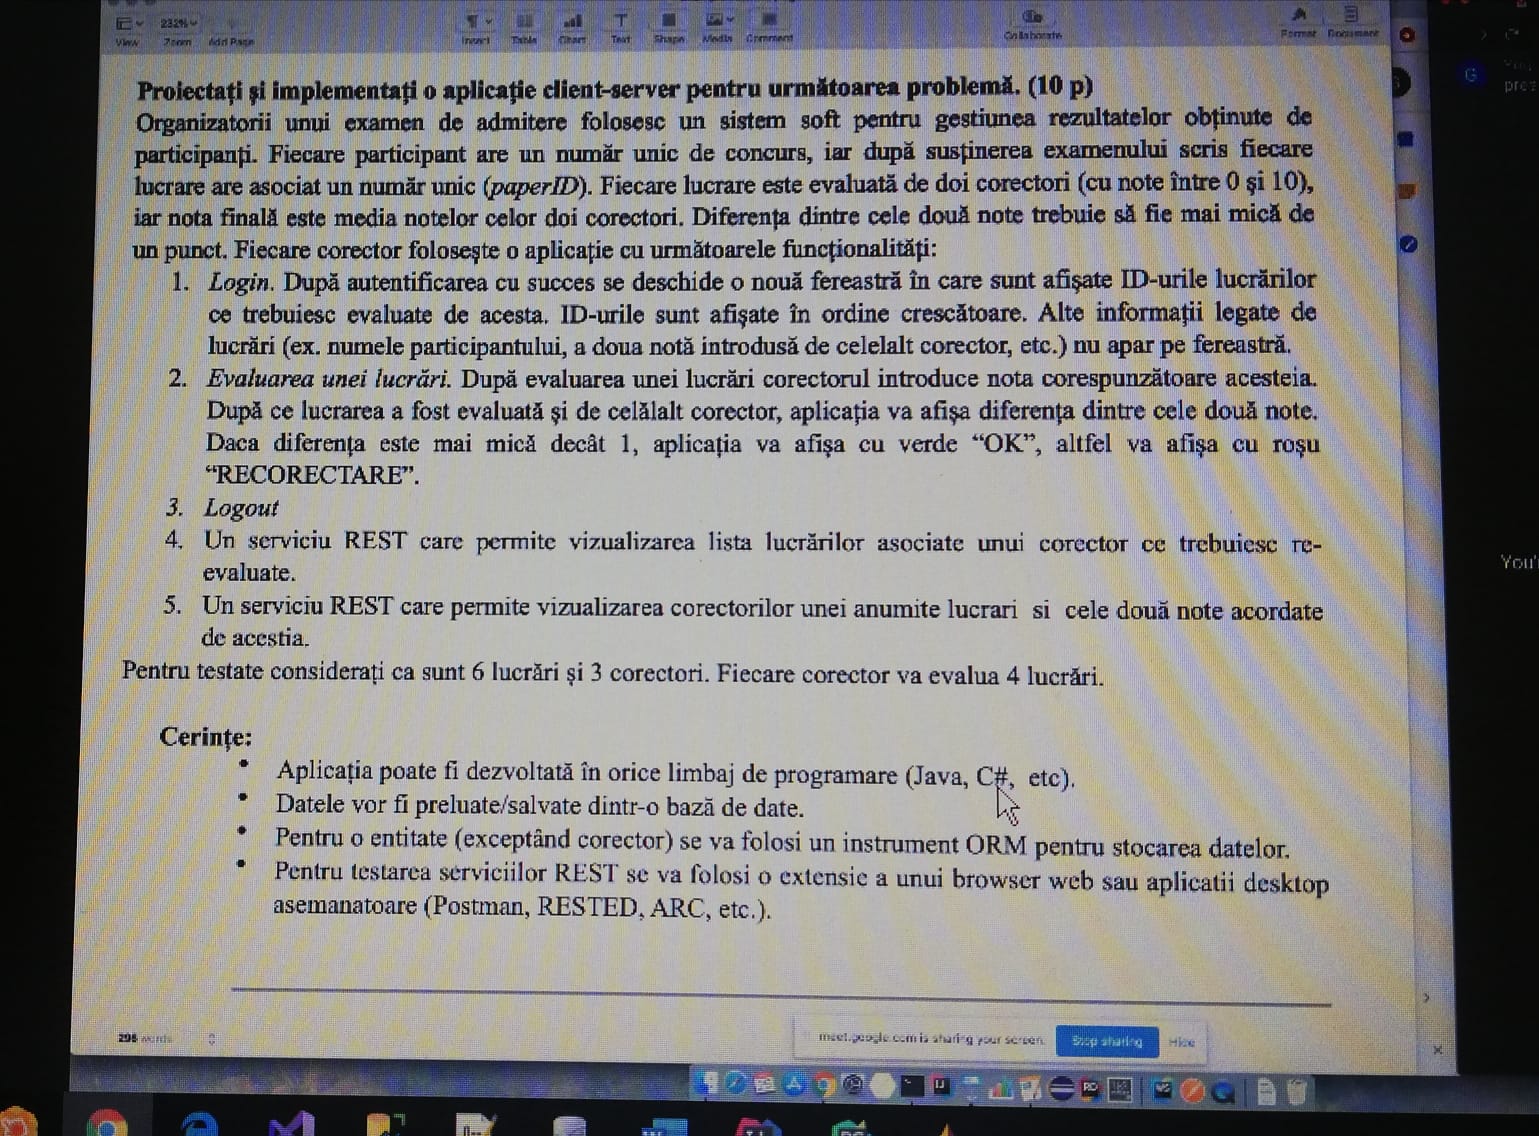 232%
View
Zoom
Add Page
Insert
Table
Chart
Text
Shape
Media
Comment
Collaborate
Format
Document
Proiectați și implementați o aplicație client-server pentru următoarea problemă. (10 p)
Organizatorii unui examen de admitere folosesc un sistem soft pentru gestiunea rezultatelor obținute de
participanți. Fiecare participant are un număr unic de concurs, iar după susținerea examenului scris fiecare
lucrare are asociat un număr unic (paperID). Fiecare lucrare este evaluată de doi corectori (cu note între 0 și 10),
iar nota finală este media notelor celor doi corectori. Diferența dintre cele două note trebuie să fie mai mică de
un punct. Fiecare corector folosește o aplicație cu următoarele funcționalități:
1. Login. După autentificarea cu succes se deschide o nouă fereastră în care sunt afișate ID-urile lucrărilor
ce trebuiesc evaluate de acesta. ID-urile sunt afișate în ordine crescătoare. Alte informații legate de
lucrări (ex. numele participantului, a doua notă introdusă de celelalt corector, etc.) nu apar pe fereastră.
2. Evaluarea unei lucrări. După evaluarea unei lucrări corectorul introduce nota corespunzătoare acesteia.
După ce lucrarea a fost evaluată și de celălalt corector, aplicația va afișa diferența dintre cele două note.
Daca diferența este mai mică decât 1, aplicația va afișa cu verde “OK”, altfel va afișa cu roșu
“RECORECTARE”.
3. Logout
4. Un serviciu REST care permite vizualizarea lista lucrărilor asociate unui corector ce trebuiesc re-
evaluate.
5. Un serviciu REST care permite vizualizarea corectorilor unei anumite lucrari si cele două note acordate
de acestia.
Pentru testate considerați ca sunt 6 lucrări și 3 corectori. Fiecare corector va evalua 4 lucrări.
Cerințe:
• Aplicația poate fi dezvoltată în orice limbaj de programare (Java, C#, etc).
• Datele vor fi preluate/salvate dintr-o bază de date.
• Pentru o entitate (exceptând corector) se va folosi un instrument ORM pentru stocarea datelor.
• Pentru testarea serviciilor REST se va folosi o extensie a unui browser web sau aplicatii desktop
asemanatoare (Postman, RESTED, ARC, etc.).
296 words
meet.google.com is sharing your screen.
Stop sharing
Hide
G
You'